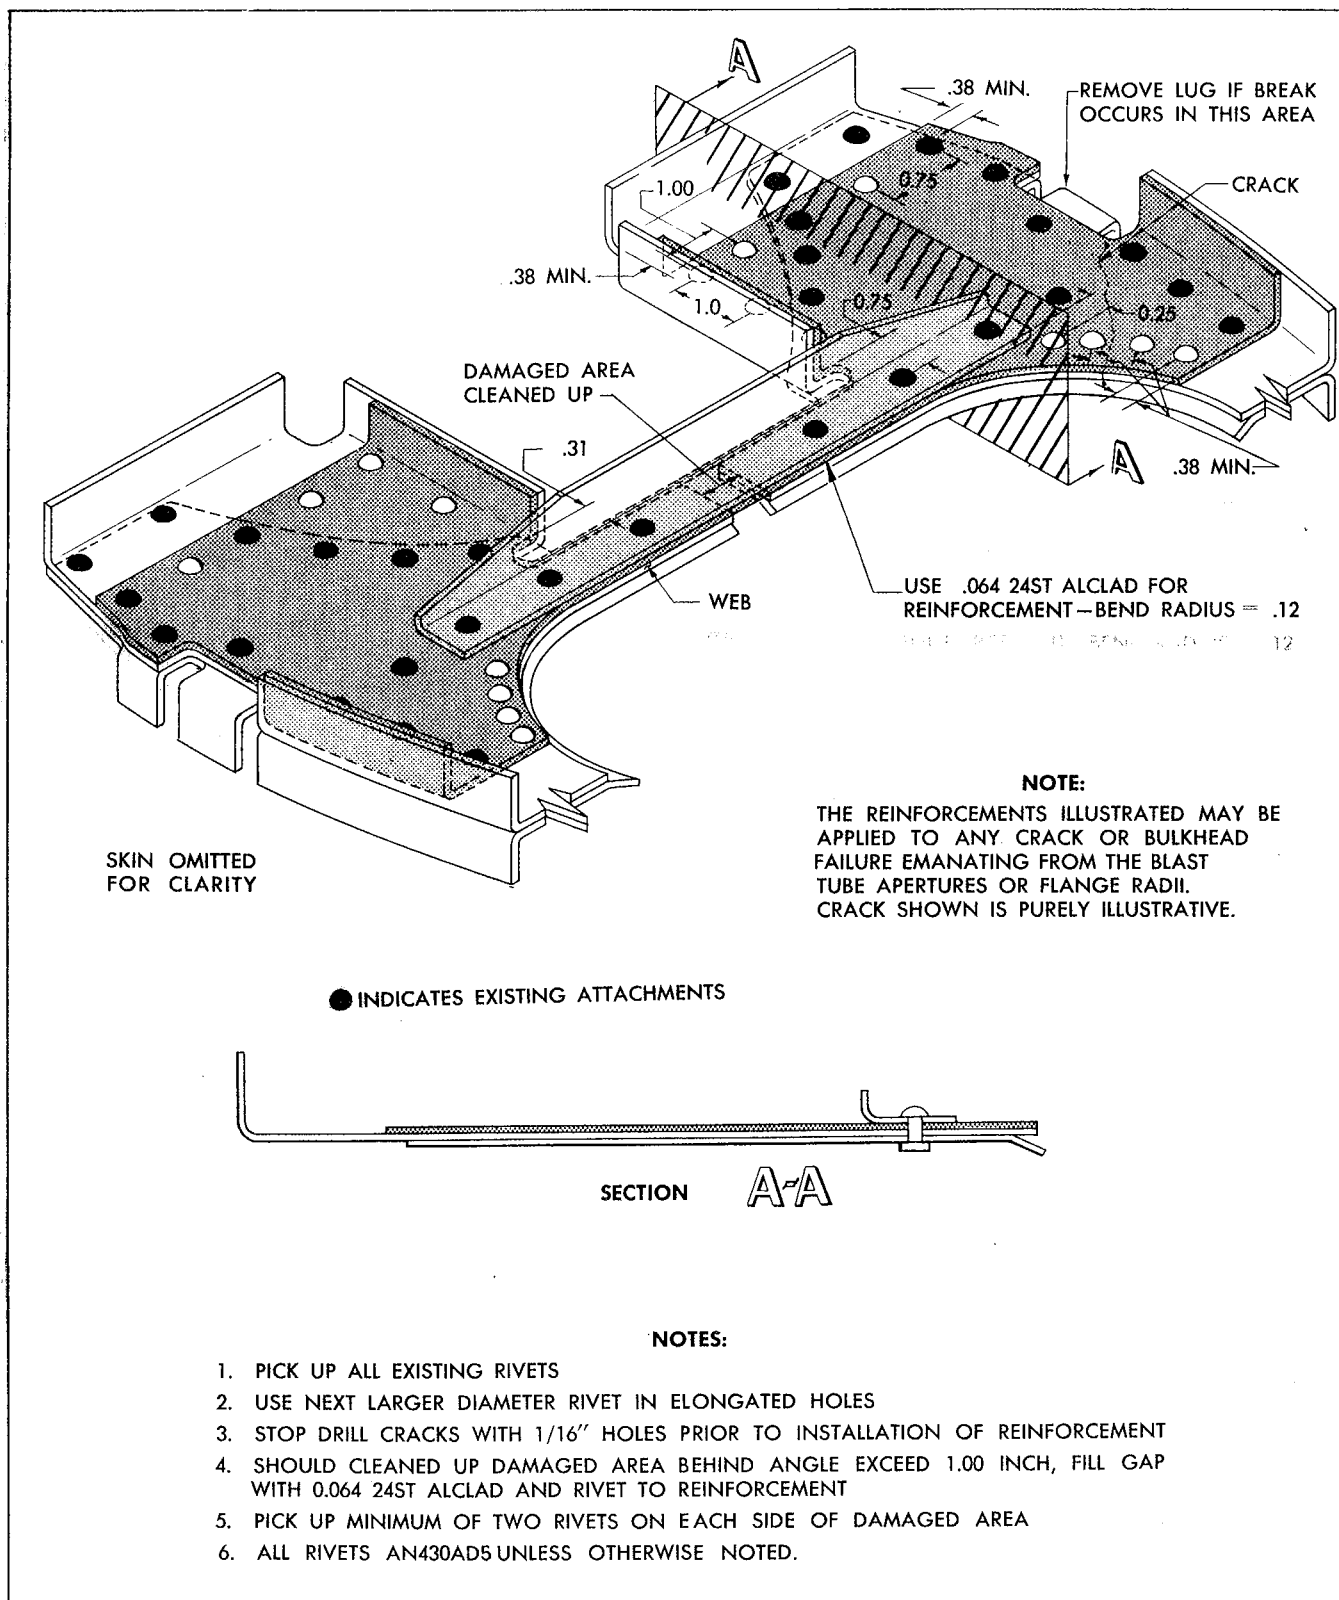 A
.38 MIN.
REMOVE LUG IF BREAK
OCCURS IN THIS AREA
0.75
1.00
CRACK
.38 MIN.
1.0
0.75
0.25
DAMAGED AREA
CLEANED UP
.31
A
.38 MIN.
USE .064 24ST ALCLAD FOR
REINFORCEMENT—BEND RADIUS = .12
12
WEB
NOTE:
THE REINFORCEMENTS ILLUSTRATED MAY BE
APPLIED TO ANY CRACK OR BULKHEAD
FAILURE EMANATING FROM THE BLAST
TUBE APERTURES OR FLANGE RADII.
CRACK SHOWN IS PURELY ILLUSTRATIVE.
SKIN OMITTED
FOR CLARITY
INDICATES EXISTING ATTACHMENTS
SECTION A-A
NOTES:
1. PICK UP ALL EXISTING RIVETS
2. USE NEXT LARGER DIAMETER RIVET IN ELONGATED HOLES
3. STOP DRILL CRACKS WITH 1/16" HOLES PRIOR TO INSTALLATION OF REINFORCEMENT
4. SHOULD CLEANED UP DAMAGED AREA BEHIND ANGLE EXCEED 1.00 INCH, FILL GAP
WITH 0.064 24ST ALCLAD AND RIVET TO REINFORCEMENT
5. PICK UP MINIMUM OF TWO RIVETS ON EACH SIDE OF DAMAGED AREA
6. ALL RIVETS AN430AD5 UNLESS OTHERWISE NOTED.